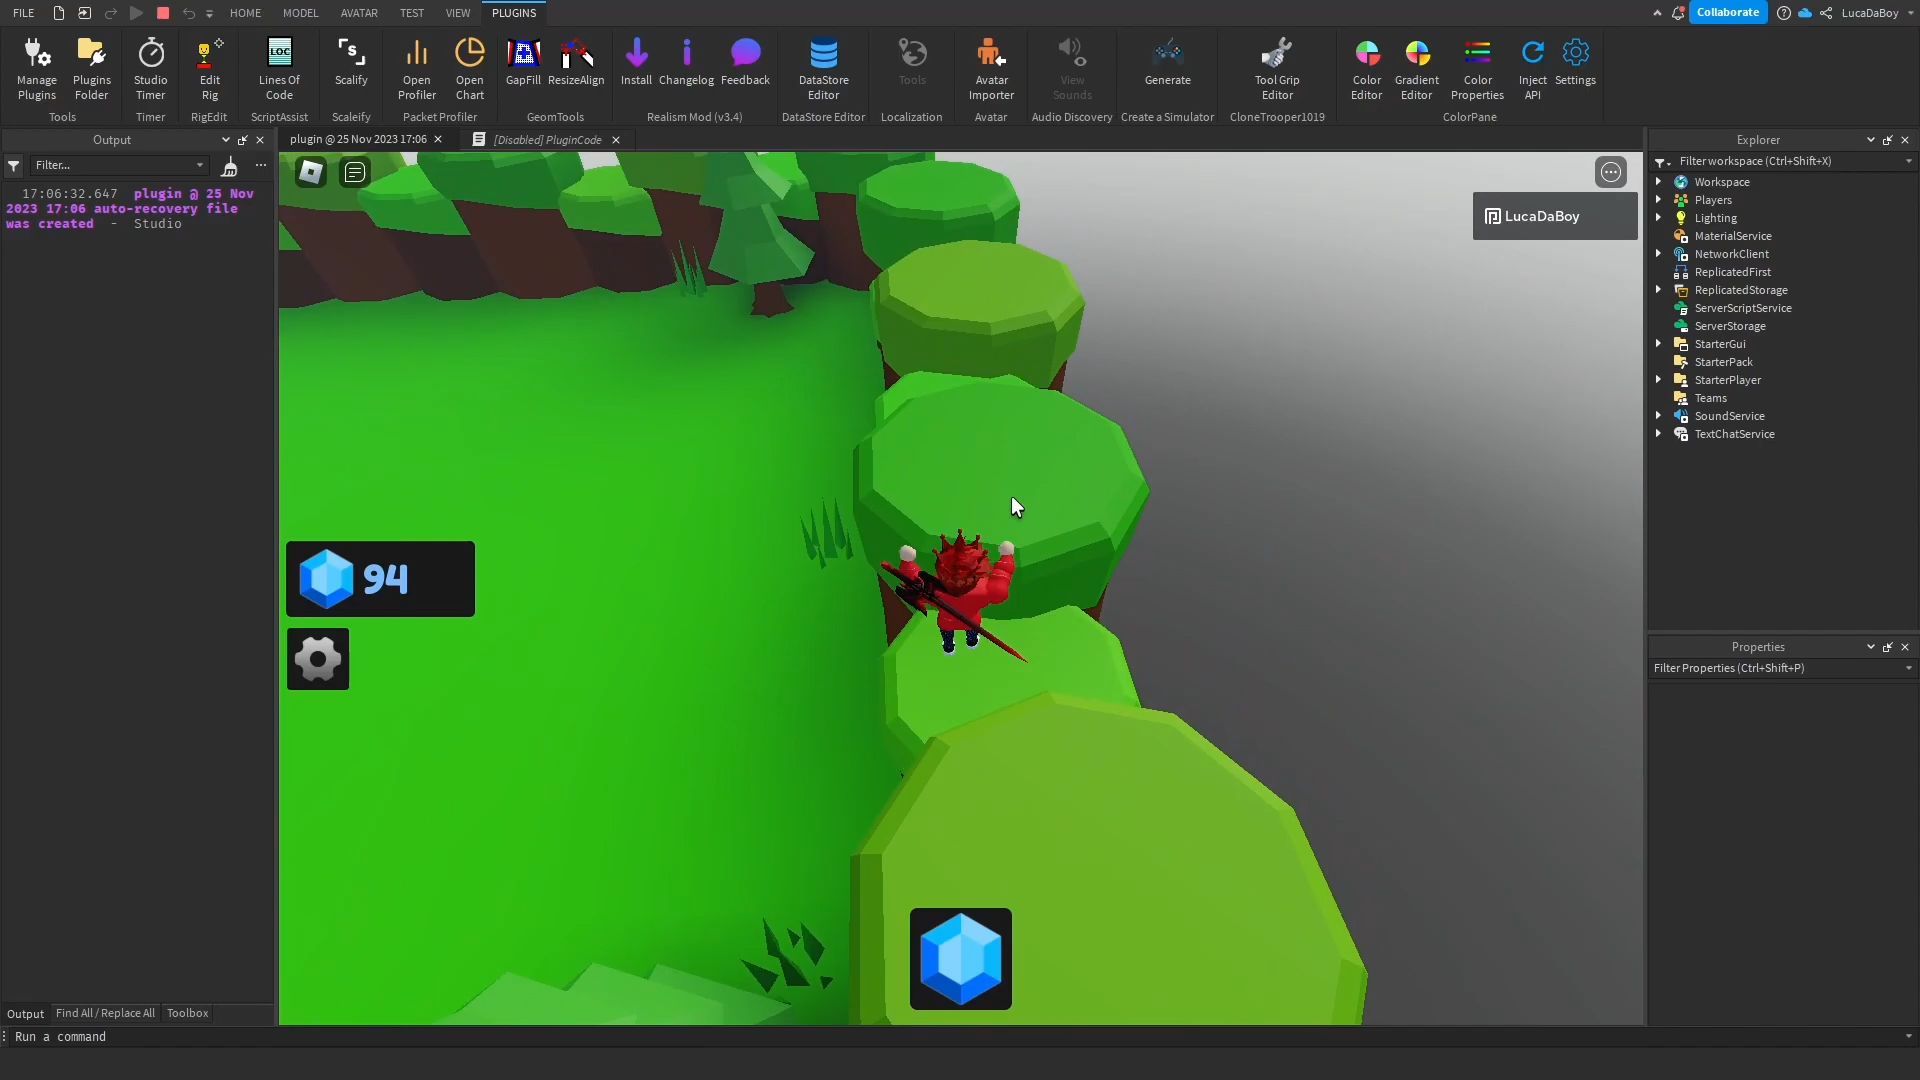 FILE HOME MODEL AVATAR TEST VIEW PLUGINS Collaborate LucaDaBoy
Manage Plugins
Plugins Folder
Studio Timer
Edit Rig
LOC
Lines Of Code
Scalify
Open Profiler
Open Chart
GapFill
ResizeAlign
Install
Changelog
Feedback
DataStore Editor
Tools
Avatar Importer
View Sounds
Generate
Tool Grip Editor
Color Editor
Gradient Editor
Color Properties
Inject API
Settings
Tools Timer RigEdit ScriptAssist Scaleify Packet Profiler GeomTools Realism Mod (v3.4) DataStore Editor Localization Avatar Audio Discovery Create a Simulator CloneTrooper1019 ColorPane
Output
plugin @ 25 Nov 2023 17:06
[Disabled] PluginCode
Explorer
Filter...
Filter workspace (Ctrl+Shift+X)
17:06:32.647 plugin @ 25 Nov
2023 17:06 auto-recovery file
was created - Studio
LucaDaBoy
94
Workspace
Players
Lighting
MaterialService
NetworkClient
ReplicatedFirst
ReplicatedStorage
ServerScriptService
ServerStorage
StarterGui
StarterPack
StarterPlayer
Teams
SoundService
TextChatService
Properties
Filter Properties (Ctrl+Shift+P)
Output Find All / Replace All Toolbox
Run a command